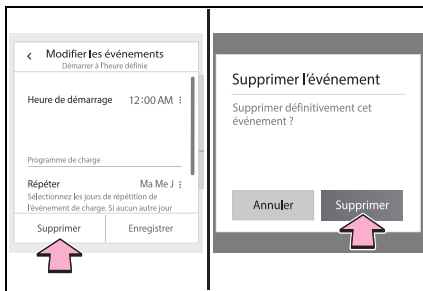 Modifier les événements
Démarrer à l'heure définie
Heure de démarrage 12:00 AM
Programme de charge
Répéter Ma Me J
Sélectionnez les jours de répétition de
l'événement de charge. Si aucun autre jour
Supprimer Enregistrer
Supprimer l'événement
Supprimer définitivement cet
événement ?
Annuler Supprimer